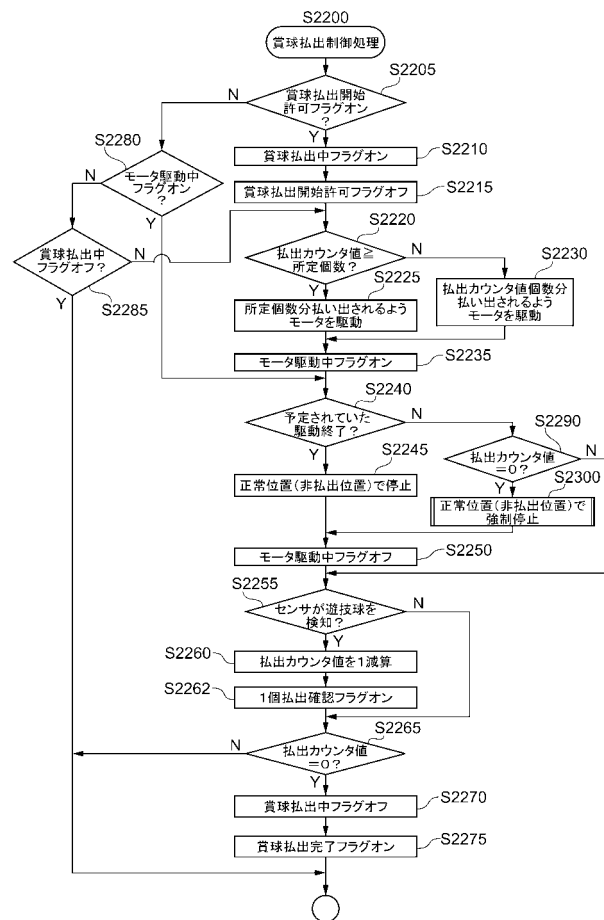 S2200
賞球払出制御処理
S2205
賞球払出開始
許可フラグオン
?
N
Y
S2210
賞球払出中フラグオン
S2215
賞球払出開始許可フラグオフ
S2280
モータ駆動中
フラグオン
?
N
Y
賞球払出中
フラグオフ?
N
Y
S2285
S2220
払出カウンタ値≧
所定個数?
N
Y
S2225
所定個数分払い出されるよう
モータを駆動
S2230
払出カウンタ値個数分
払い出されるよう
モータを駆動
S2235
モータ駆動中フラグオン
S2240
予定されていた
駆動終了?
N
Y
S2245
正常位置(非払出位置)で停止
S2290
払出カウンタ値
=0?
N
Y
S2300
正常位置(非払出位置)で
強制停止
S2250
モータ駆動中フラグオフ
S2255
センサが遊技球を
検知?
N
Y
S2260
払出カウンタ値を1減算
S2262
1個払出確認フラグオン
S2265
払出カウンタ値
=0?
N
Y
S2270
賞球払出中フラグオフ
S2275
賞球払出完了フラグオン